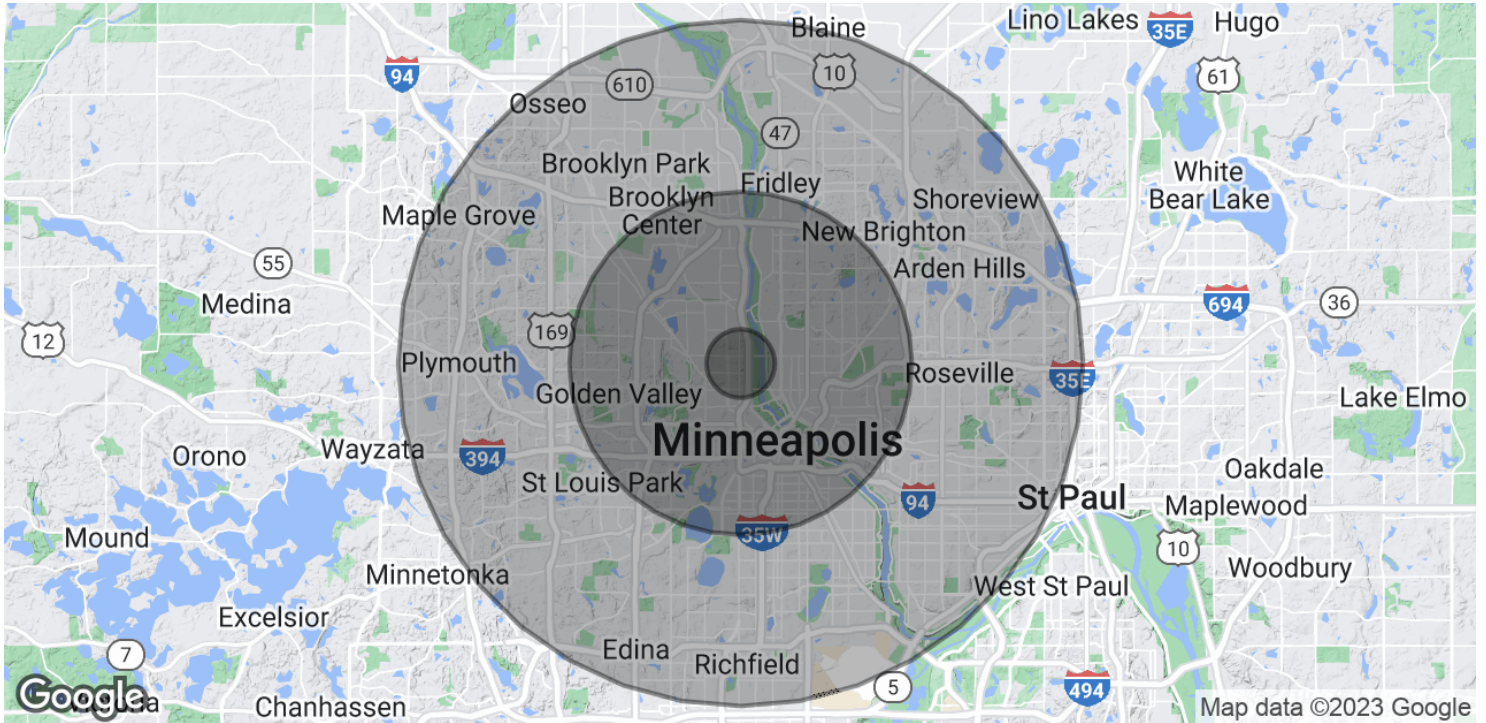 Blaine
Lino Lakes
35E
Hugo
94
610
10
61
Osseo
47
Brooklyn Park
Fridley
White
Bear Lake
Brooklyn
Center
Shoreview
Maple Grove
New Brighton
55
Arden Hills
Medina
694
36
12
169
Plymouth
Roseville
35E
Golden Valley
Lake Elmo
Minneapolis
Orono
Wayzata
394
Oakdale
St Louis Park
94
St Paul
Maplewood
Mound
35W
10
Minnetonka
West St Paul
Woodbury
Excelsior
7
Edina
Richfield
5
494
Google
Chanhassen
Map data ©2023 Google